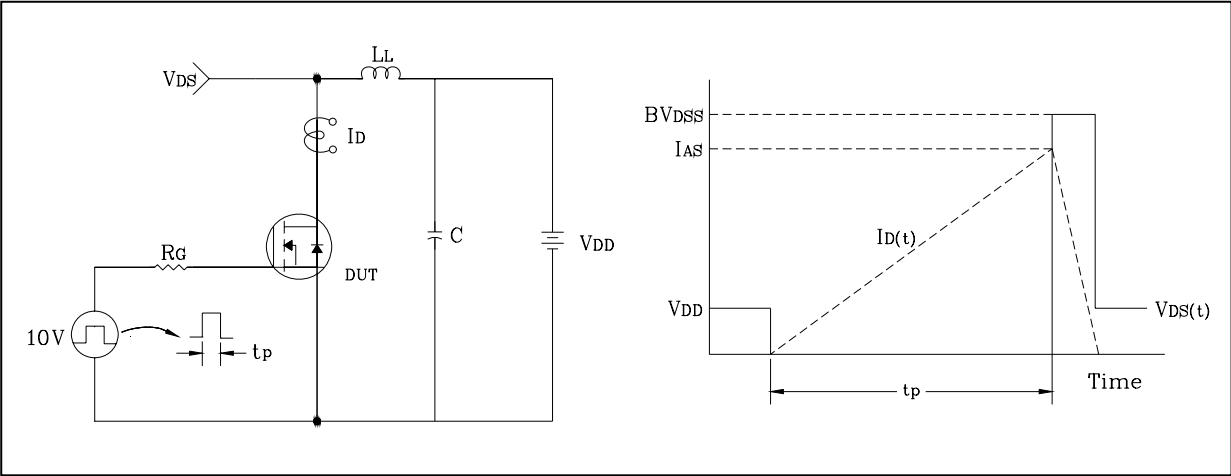 LL
VDS
ID
RG
C
VDD
DUT
10V
tp
BVDSS
IAS
ID(t)
VDD
VDS(t)
tp
Time